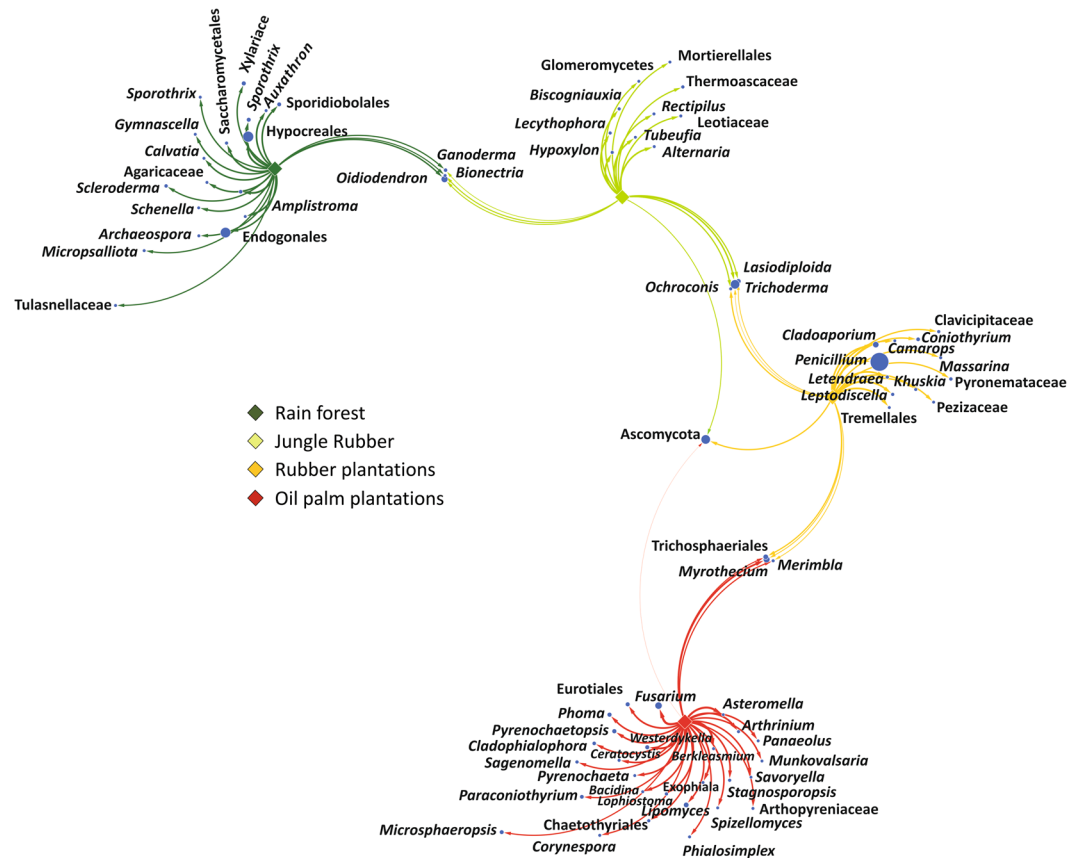 Saccharomycetales
Xylariace
Sporothrix
Auxathron
Sporothrix
Sporidiobolales
Gymnascella
Hypocreales
Calvatia
Agaricaceae
Scleroderma
Schenella
Amplistroma
Archaespora
Endogonales
Micropsalliota
Tulasnellaceae
Ganoderma
Bionectria
Oidiodendron
Mortierellales
Glomeromycetes
Thermoascaceae
Biscogniauxia
Rectipilus
Lecythophora
Leotiaceae
Tubeufia
Hypoxylon
Alternaria
Lasiodiploida
Ochroconis
Trichoderma
Clavicipitaceae
Cladoaporium
Coniothyrium
Camarops
Penicillium
Massarina
Letendraea
Khuskia
Pyronemataceae
Leptodiscella
Pezizaceae
Tremellales
Ascomycota
Rain forest
Jungle Rubber
Rubber plantations
Oil palm plantations
Trichosphaeriales
Merimbla
Myrothecium
Eurotiales
Fusarium
Asteromella
Phoma
Arthrinium
Pyrenochaetopsis
Westerdykella
Panaeolus
Cladophialophora
Ceratocystis
Berkleasmium
Munkovalsaria
Sagenomella
Pyrenochaeta
Savoryella
Bacidina
Exophiala
Stagnosporopsis
Paraconiothyrium
Lophiostoma
Lipomyces
Arthopyreniaceae
Chaetothyriales
Spizellomyces
Microsphaeropsis
Corynespora
Phialosimplex